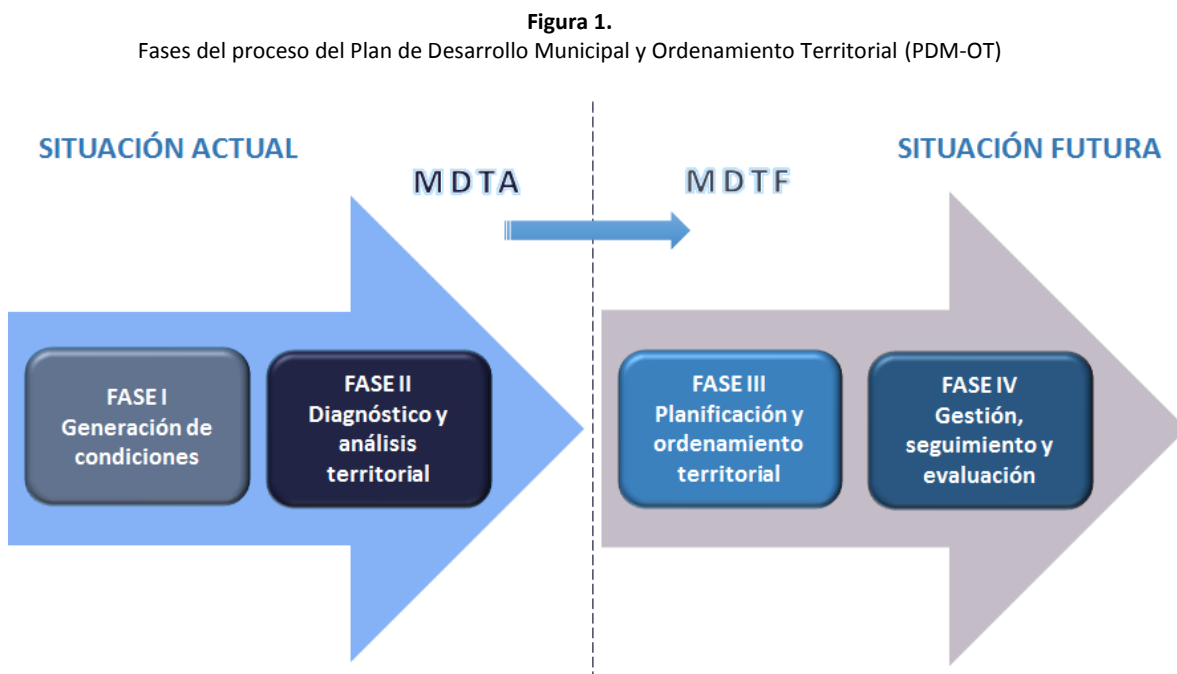 Figura 1.
Fases del proceso del Plan de Desarrollo Municipal y Ordenamiento Territorial (PDM-OT)
SITUACIÓN ACTUAL
SITUACIÓN FUTURA
MDTA
MDTF
FASE I
Generación de
condiciones
FASE II
Diagnóstico y
análisis
territorial
FASE III
Planificación y
ordenamiento
territorial
FASE IV
Gestión,
seguimiento y
evaluación